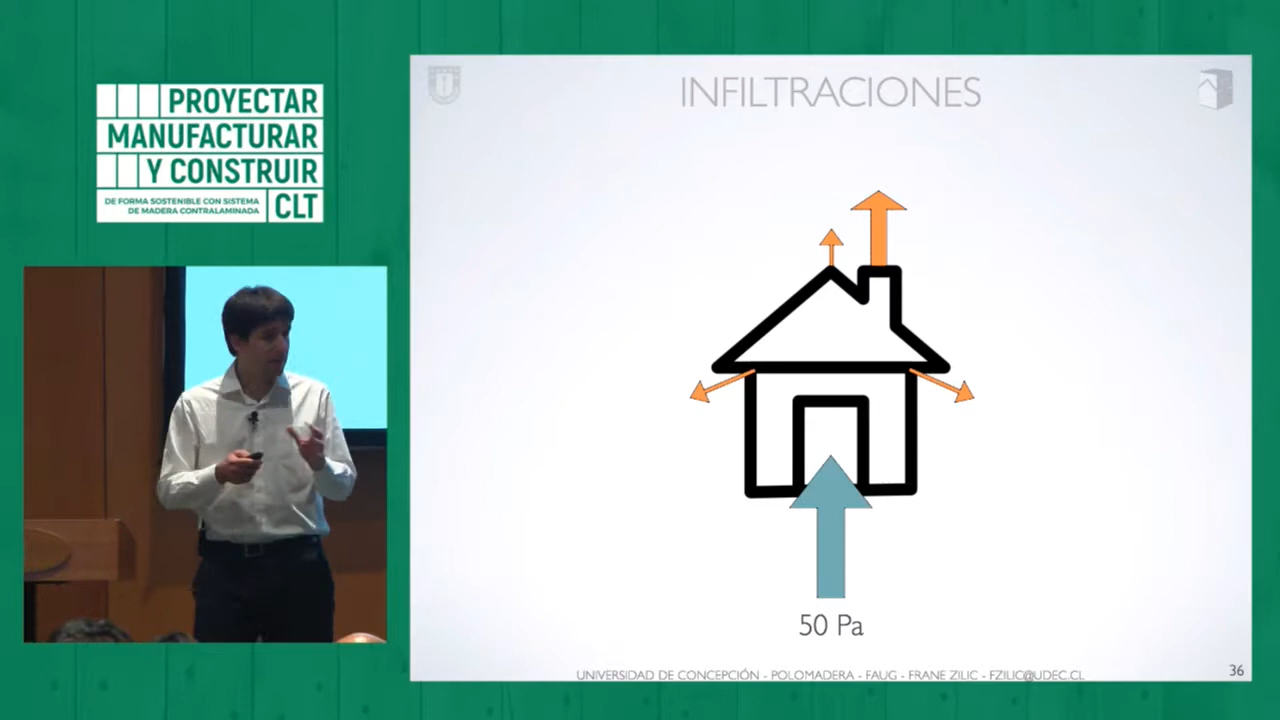 PROYECTAR
MANUFACTURAR
Y CONSTRUIR
DE FORMA SOSTENIBLE CON SISTEMA
DE MADERA CONTRALAMINADA
CLT
INFILTRACIONES
50 Pa
UNIVERSIDAD DE CONCEPCIÓN - POLOMADERA - FAUG - FRANE ZILIC - FZILIC@UDEC.CL
36